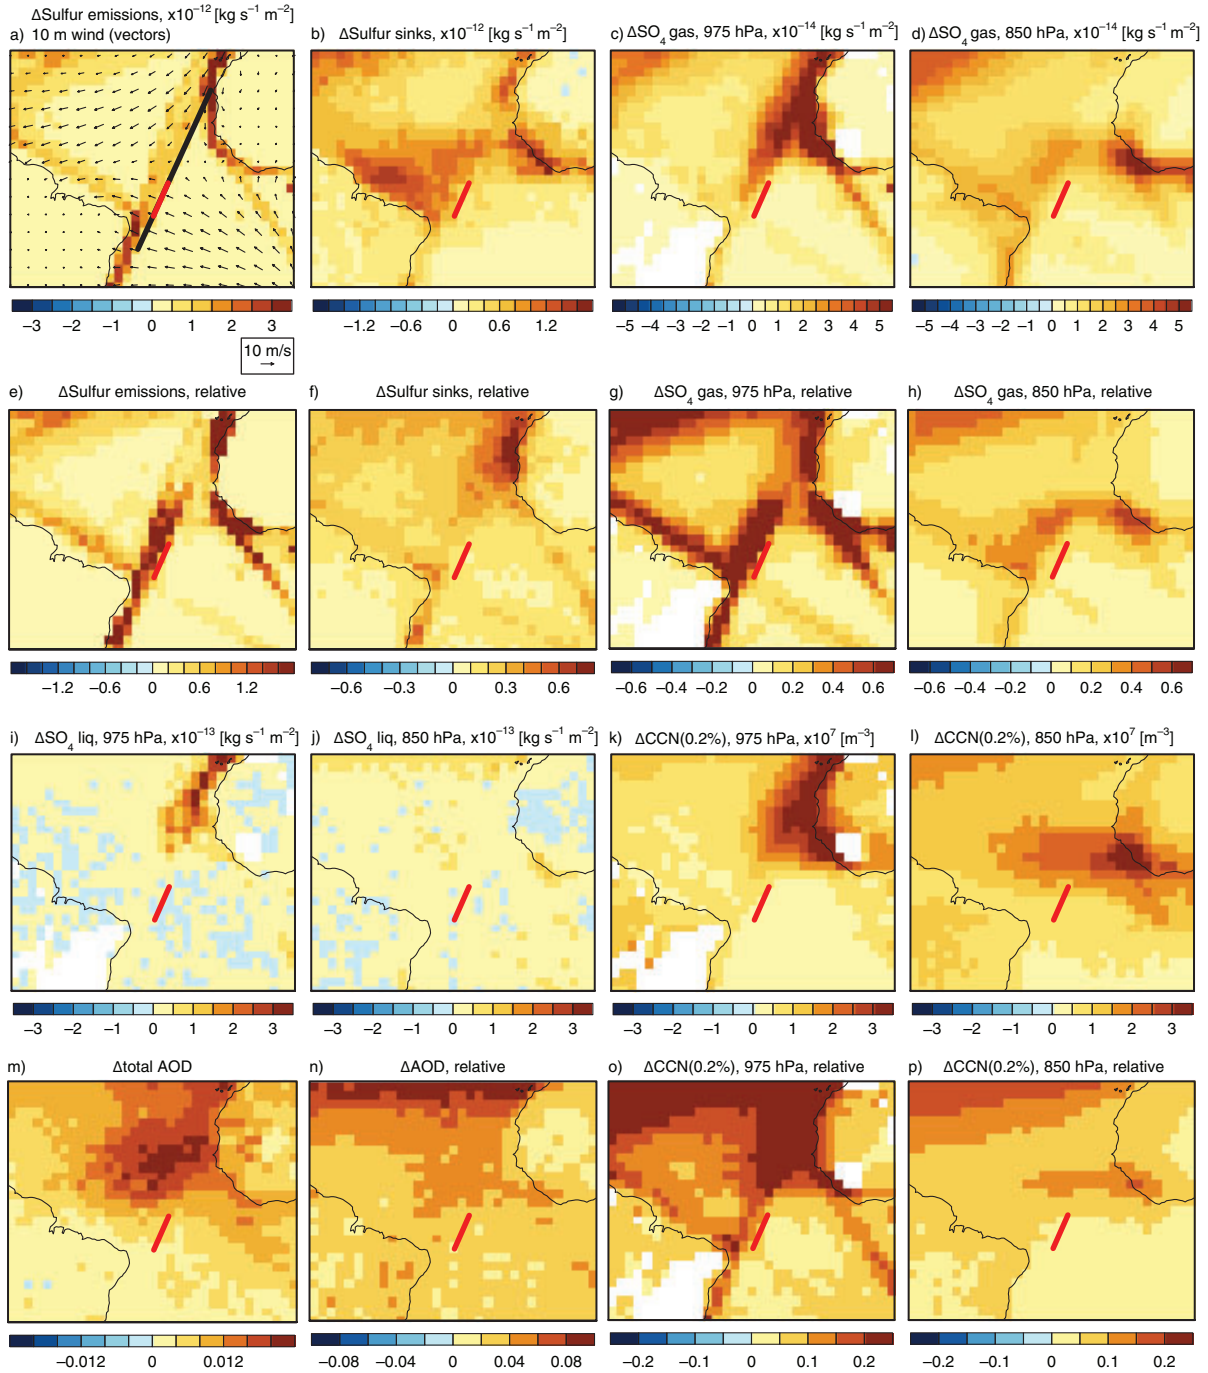 ΔSulfur emissions, x10⁻¹² [kg s⁻¹ m⁻²]
a) 10 m wind (vectors)
b) ΔSulfur sinks, x10⁻¹² [kg s⁻¹ m⁻²]
c) ΔSO₄ gas, 975 hPa, x10⁻¹⁴ [kg s⁻¹ m⁻²]
d) ΔSO₄ gas, 850 hPa, x10⁻¹⁴ [kg s⁻¹ m⁻²]
−3 −2 −1 0 1 2 3
−1.2 −0.6 0 0.6 1.2
−5 −4 −3 −2 −1 0 1 2 3 4 5
−5 −4 −3 −2 −1 0 1 2 3 4 5
10 m/s
e) ΔSulfur emissions, relative
f) ΔSulfur sinks, relative
g) ΔSO₄ gas, 975 hPa, relative
h) ΔSO₄ gas, 850 hPa, relative
−1.2 −0.6 0 0.6 1.2
−0.6 −0.3 0 0.3 0.6
−0.6 −0.4 −0.2 0 0.2 0.4 0.6
−0.6 −0.4 −0.2 0 0.2 0.4 0.6
i) ΔSO₄ liq, 975 hPa, x10⁻¹³ [kg s⁻¹ m⁻²]
j) ΔSO₄ liq, 850 hPa, x10⁻¹³ [kg s⁻¹ m⁻²]
k) ΔCCN(0.2%), 975 hPa, x10⁷ [m⁻³]
l) ΔCCN(0.2%), 850 hPa, x10⁷ [m⁻³]
−3 −2 −1 0 1 2 3
−3 −2 −1 0 1 2 3
−3 −2 −1 0 1 2 3
−3 −2 −1 0 1 2 3
m) Δtotal AOD
n) ΔAOD, relative
o) ΔCCN(0.2%), 975 hPa, relative
p) ΔCCN(0.2%), 850 hPa, relative
−0.012 0 0.012
−0.08 −0.04 0 0.04 0.08
−0.2 −0.1 0 0.1 0.2
−0.2 −0.1 0 0.1 0.2